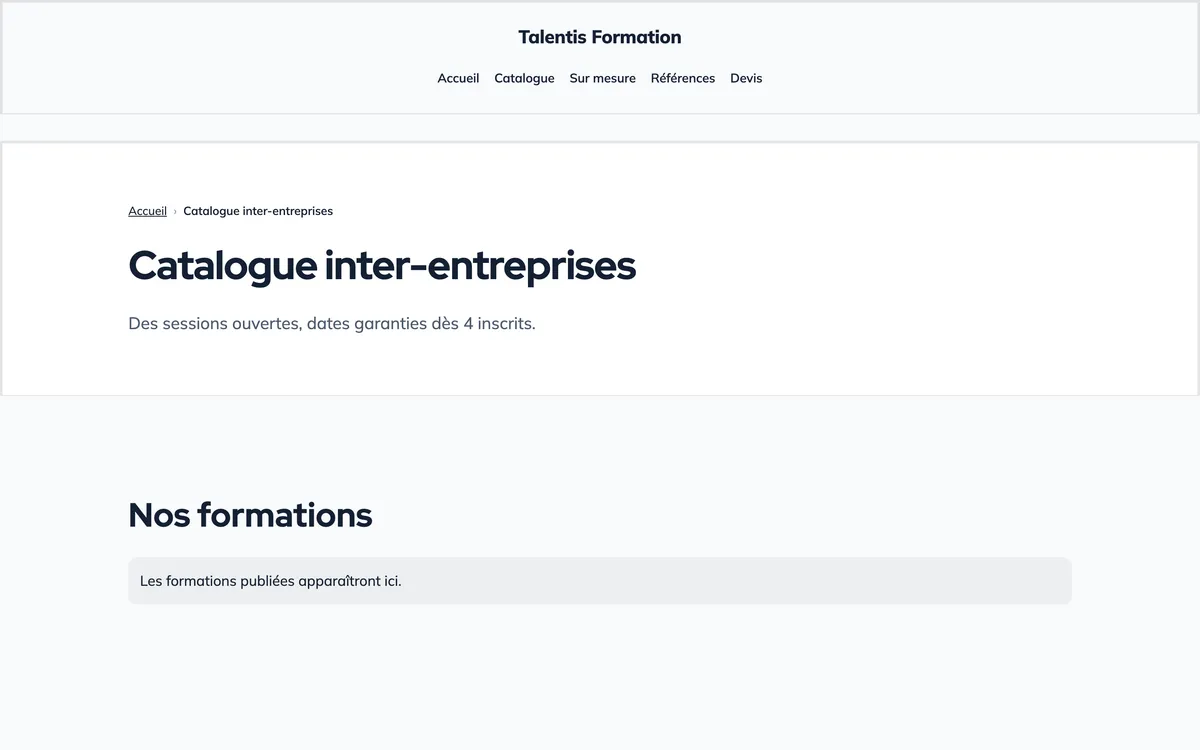 Talentis Formation
Accueil Catalogue Sur mesure Références Devis
Accueil › Catalogue inter-entreprises
Catalogue inter-entreprises
Des sessions ouvertes, dates garanties dès 4 inscrits.
Nos formations
Les formations publiées apparaîtront ici.